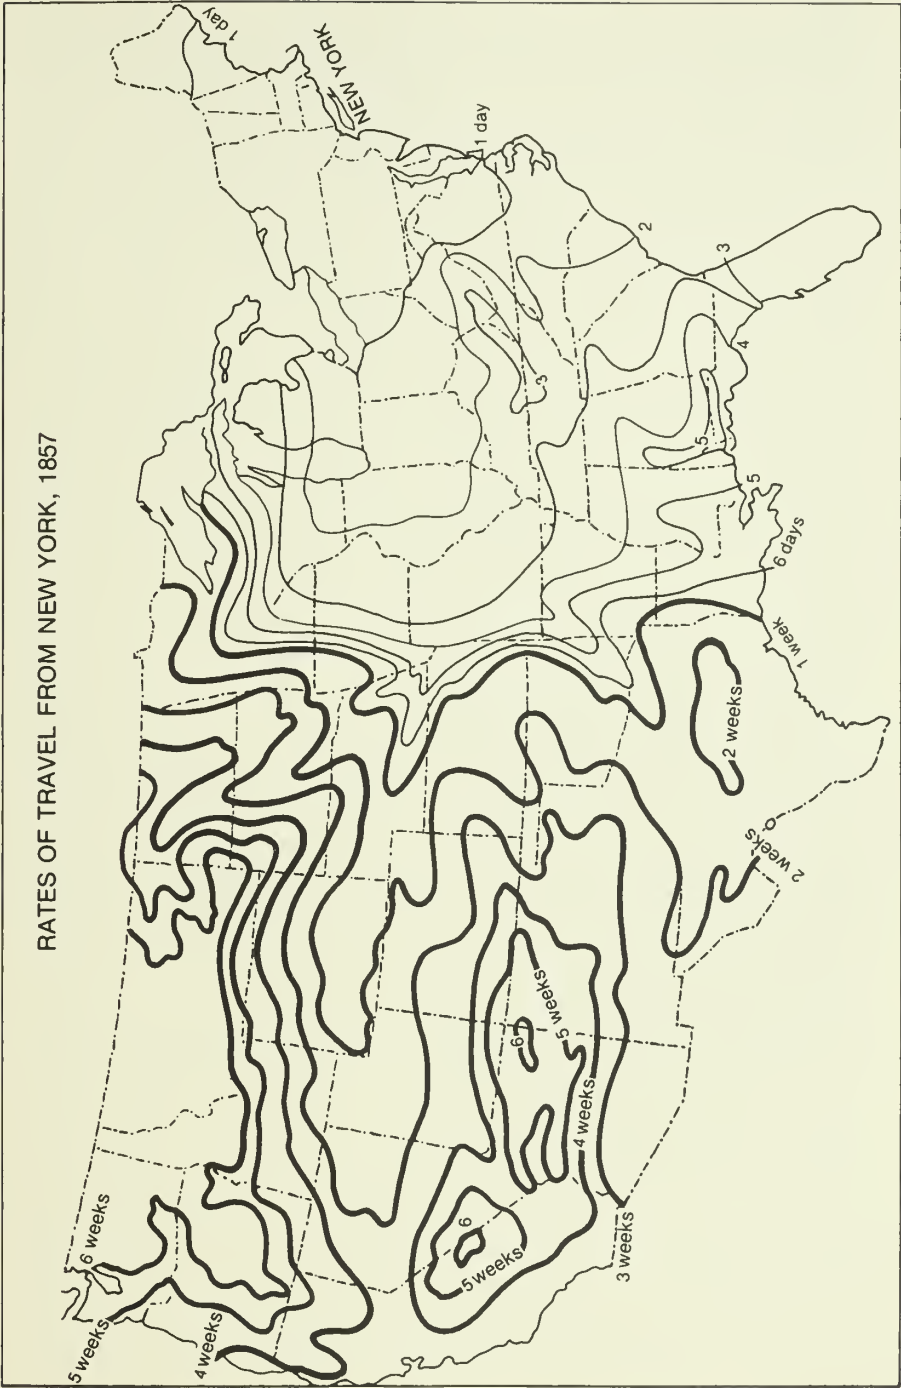 RATES OF TRAVEL FROM NEW YORK, 1857
1 day
NEW YORK
1 day
2
3
4
3
5
5
6 days
1 week
2 weeks
2 weeks
5 weeks
6
4 weeks
3 weeks
6
5 weeks
6 weeks
5 weeks
4 weeks